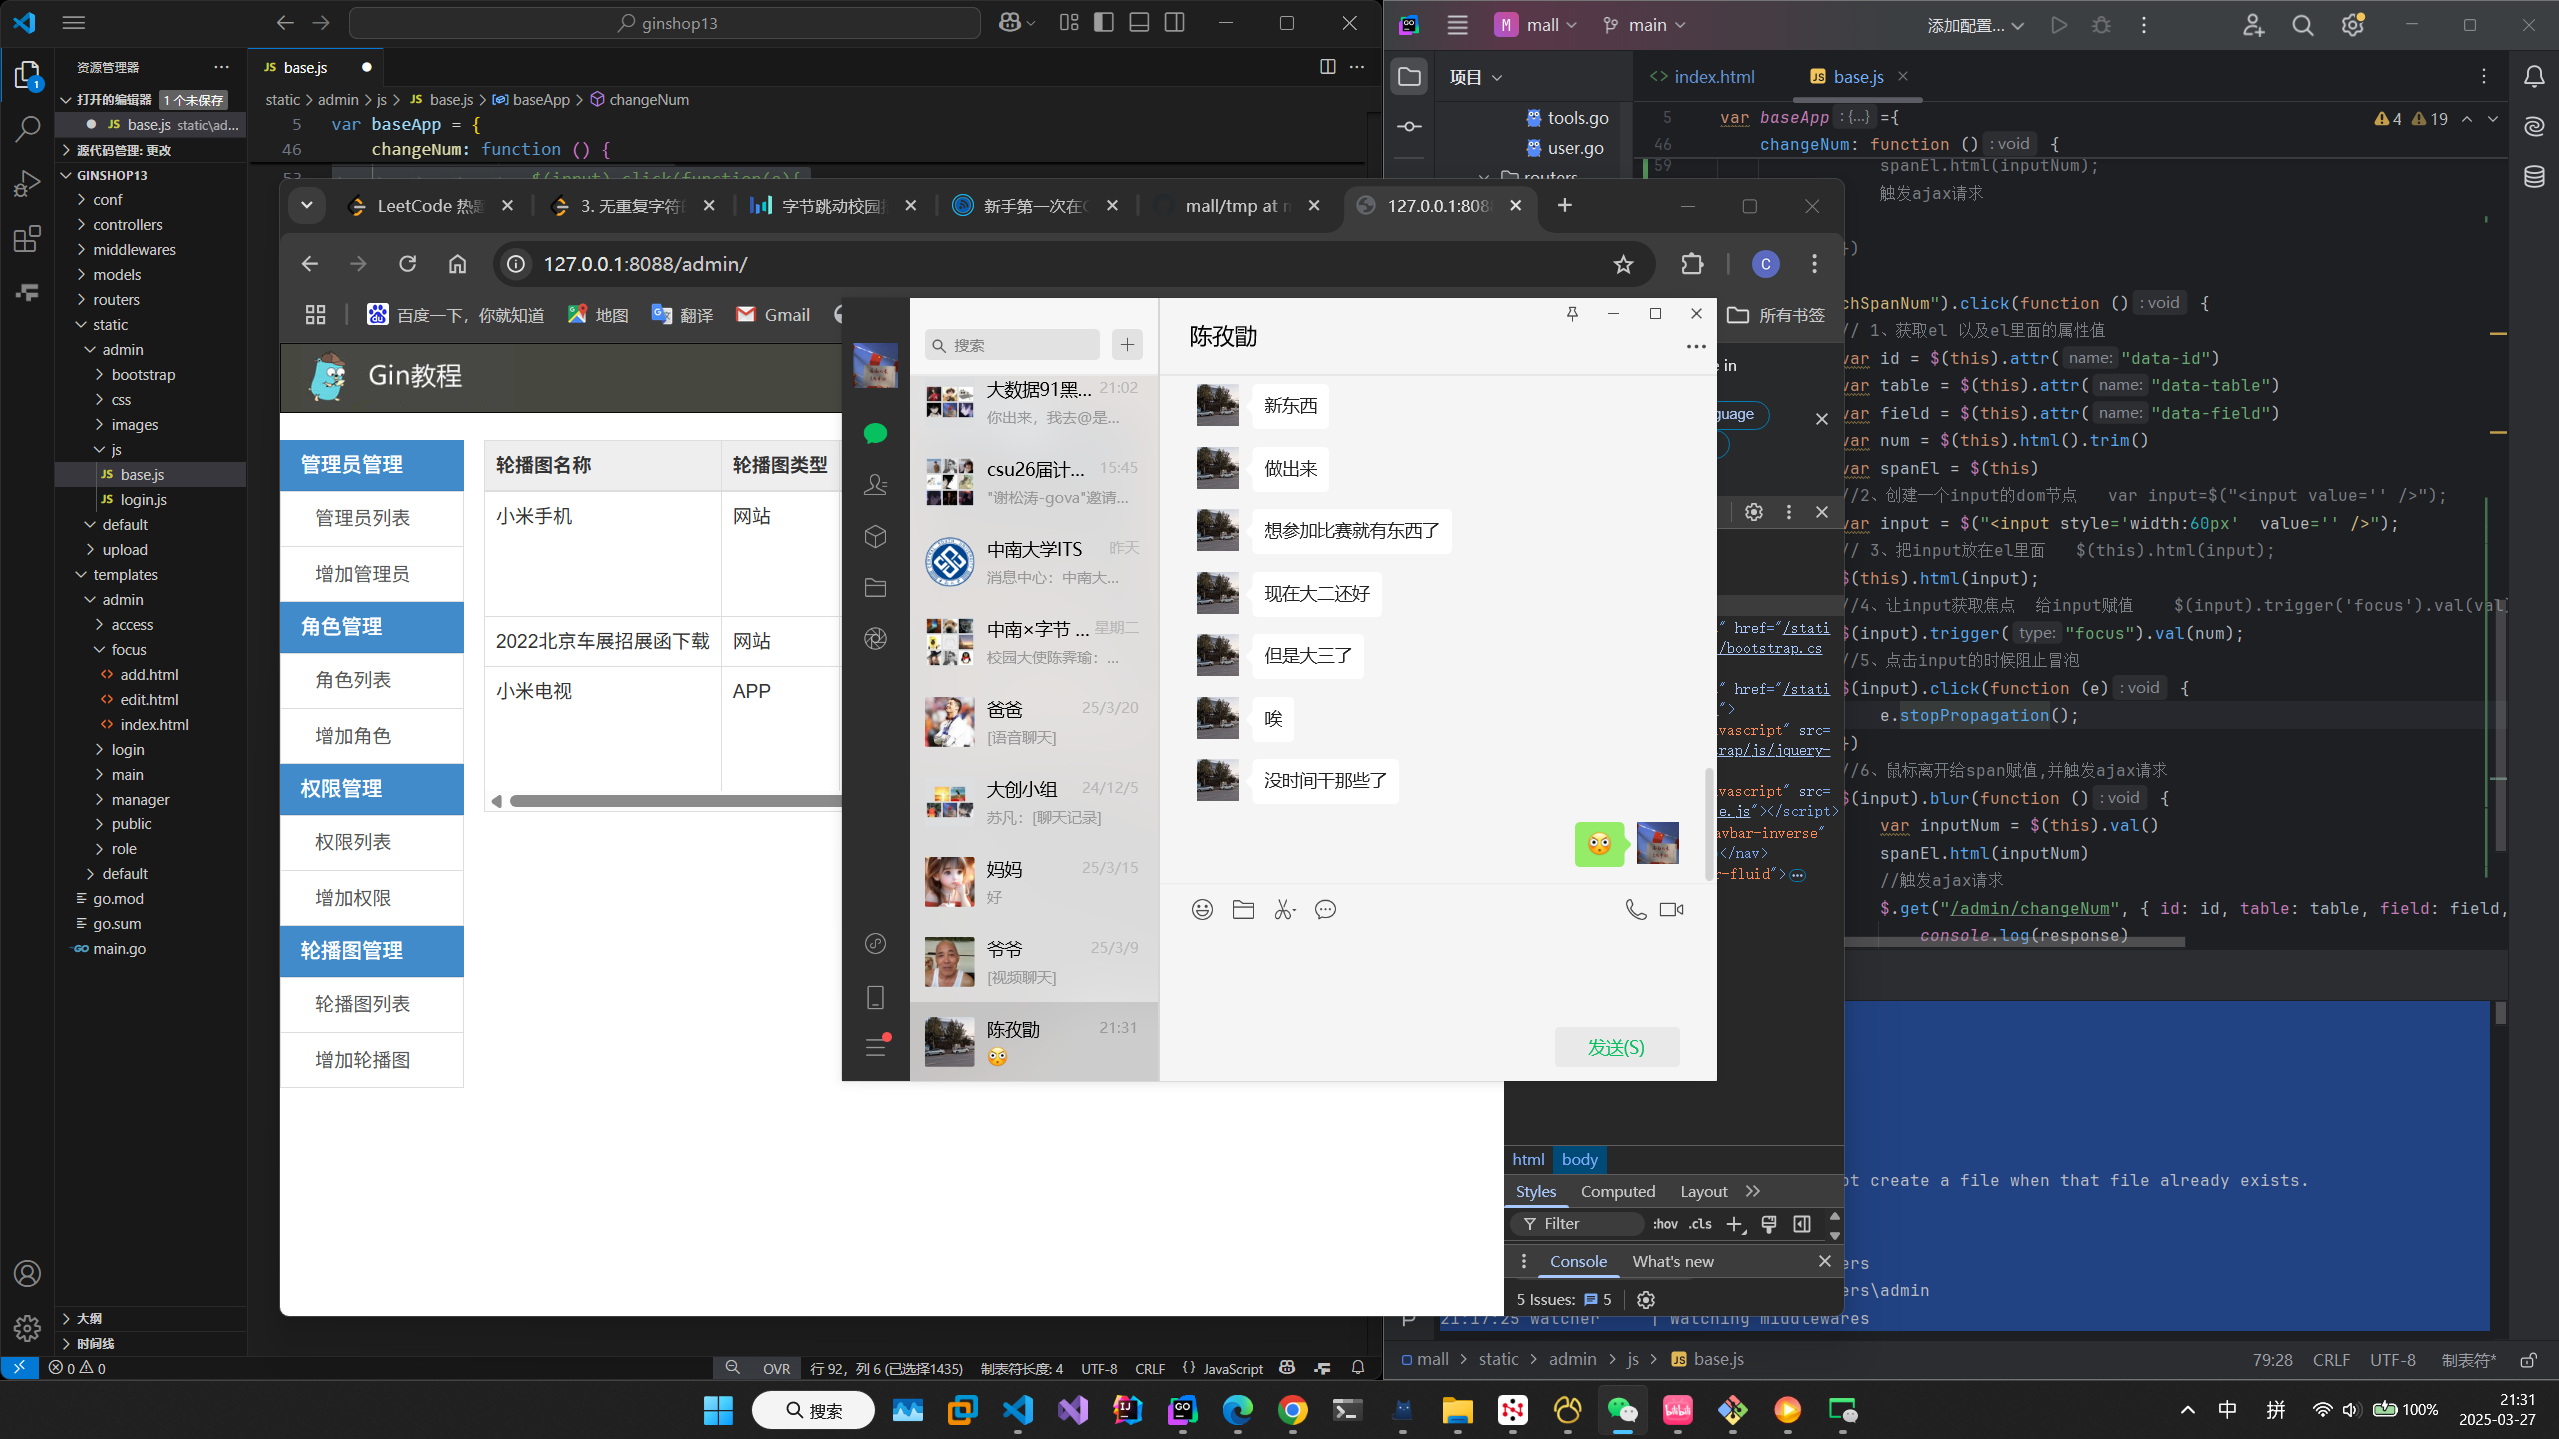 ginshop13
资源管理器
打开的编辑器 1 个未保存
base.js static\ad...
源代码管理: 更改
GINSHOP13
conf
controllers
middlewares
models
routers
static
admin
bootstrap
css
images
js
base.js
login.js
default
upload
templates
admin
access
focus
add.html
edit.html
index.html
login
main
manager
public
role
default
go.mod
go.sum
main.go
大纲
时间线
base.js
static > admin > js > base.js > baseApp > changeNum
5 var baseApp = {
46 changeNum: function () {
53 $(input).click(function(e){
LeetCode 热
3. 无重复字符
字节跳动校园
新手第一次在
mall/tmp at
127.0.0.1:808
127.0.0.1:8088/admin/
百度一下，你就知道
地图
翻译
Gmail
所有书签
Gin教程
管理员管理
管理员列表
增加管理员
角色管理
角色列表
增加角色
权限管理
权限列表
增加权限
轮播图管理
轮播图列表
增加轮播图
轮播图名称 轮播图类型
小米手机 网站
2022北京车展招展函下载 网站
小米电视 APP
搜索
大数据91黑... 21:02
你出来，我去@是...
csu26届计... 15:45
"谢松涛-gova"邀请...
中南大学ITS 昨天
消息中心：中南大...
中南×字节 ... 星期二
校园大使陈霁瑜：...
爸爸 25/3/20
[语音聊天]
大创小组 24/12/5
苏凡：[聊天记录]
妈妈 25/3/15
好
爷爷 25/3/9
[视频聊天]
陈孜勖 21:31
陈孜勖
新东西
做出来
想参加比赛就有东西了
现在大二还好
但是大三了
唉
没时间干那些了
发送(S)
e in
guage
" href="/stati
/bootstrap.cs
" href="/stati
">
vascript" src=
rap/js/jquery-
vascript" src=
e.js"></script>
avbar-inverse"
</nav>
r-fluid">
html body
Styles Computed Layout
Filter :hov .cls
Console What's new
5 Issues: 5
OVR 行 92，列 6 (已选择1435) 制表符长度: 4 UTF-8 CRLF {} JavaScript
0 0
M mall main 添加配置...
项目
tools.go
user.go
routers
index.html base.js
4 19
5 var baseApp : {...} ={
46 changeNum: function () : void {
59 spanEl.html(inputNum);
触发ajax请求
})
chSpanNum").click(function () : void {
// 1、获取el 以及el里面的属性值
var id = $(this).attr( name: "data-id")
var table = $(this).attr( name: "data-table")
var field = $(this).attr( name: "data-field")
var num = $(this).html().trim()
var spanEl = $(this)
//2、创建一个input的dom节点 var input=$("<input value='' />");
var input = $("<input style='width:60px' value='' />");
// 3、把input放在el里面 $(this).html(input);
$(this).html(input);
//4、让input获取焦点 给input赋值 $(input).trigger('focus').val(val
$(input).trigger( type: "focus").val(num);
//5、点击input的时候阻止冒泡
$(input).click(function (e) : void {
e.stopPropagation();
})
//6、鼠标离开给span赋值,并触发ajax请求
$(input).blur(function () : void {
var inputNum = $(this).val()
spanEl.html(inputNum)
//触发ajax请求
$.get("/admin/changeNum", { id: id, table: table, field: field,
console.log(response)
ot create a file when that file already exists.
ers
ers\admin
21:17:25 watcher | Watching middlewares
mall > static > admin > js > base.js
79:28 CRLF UTF-8 制表符*
搜索
中 拼 100%
21:31
2025-03-27